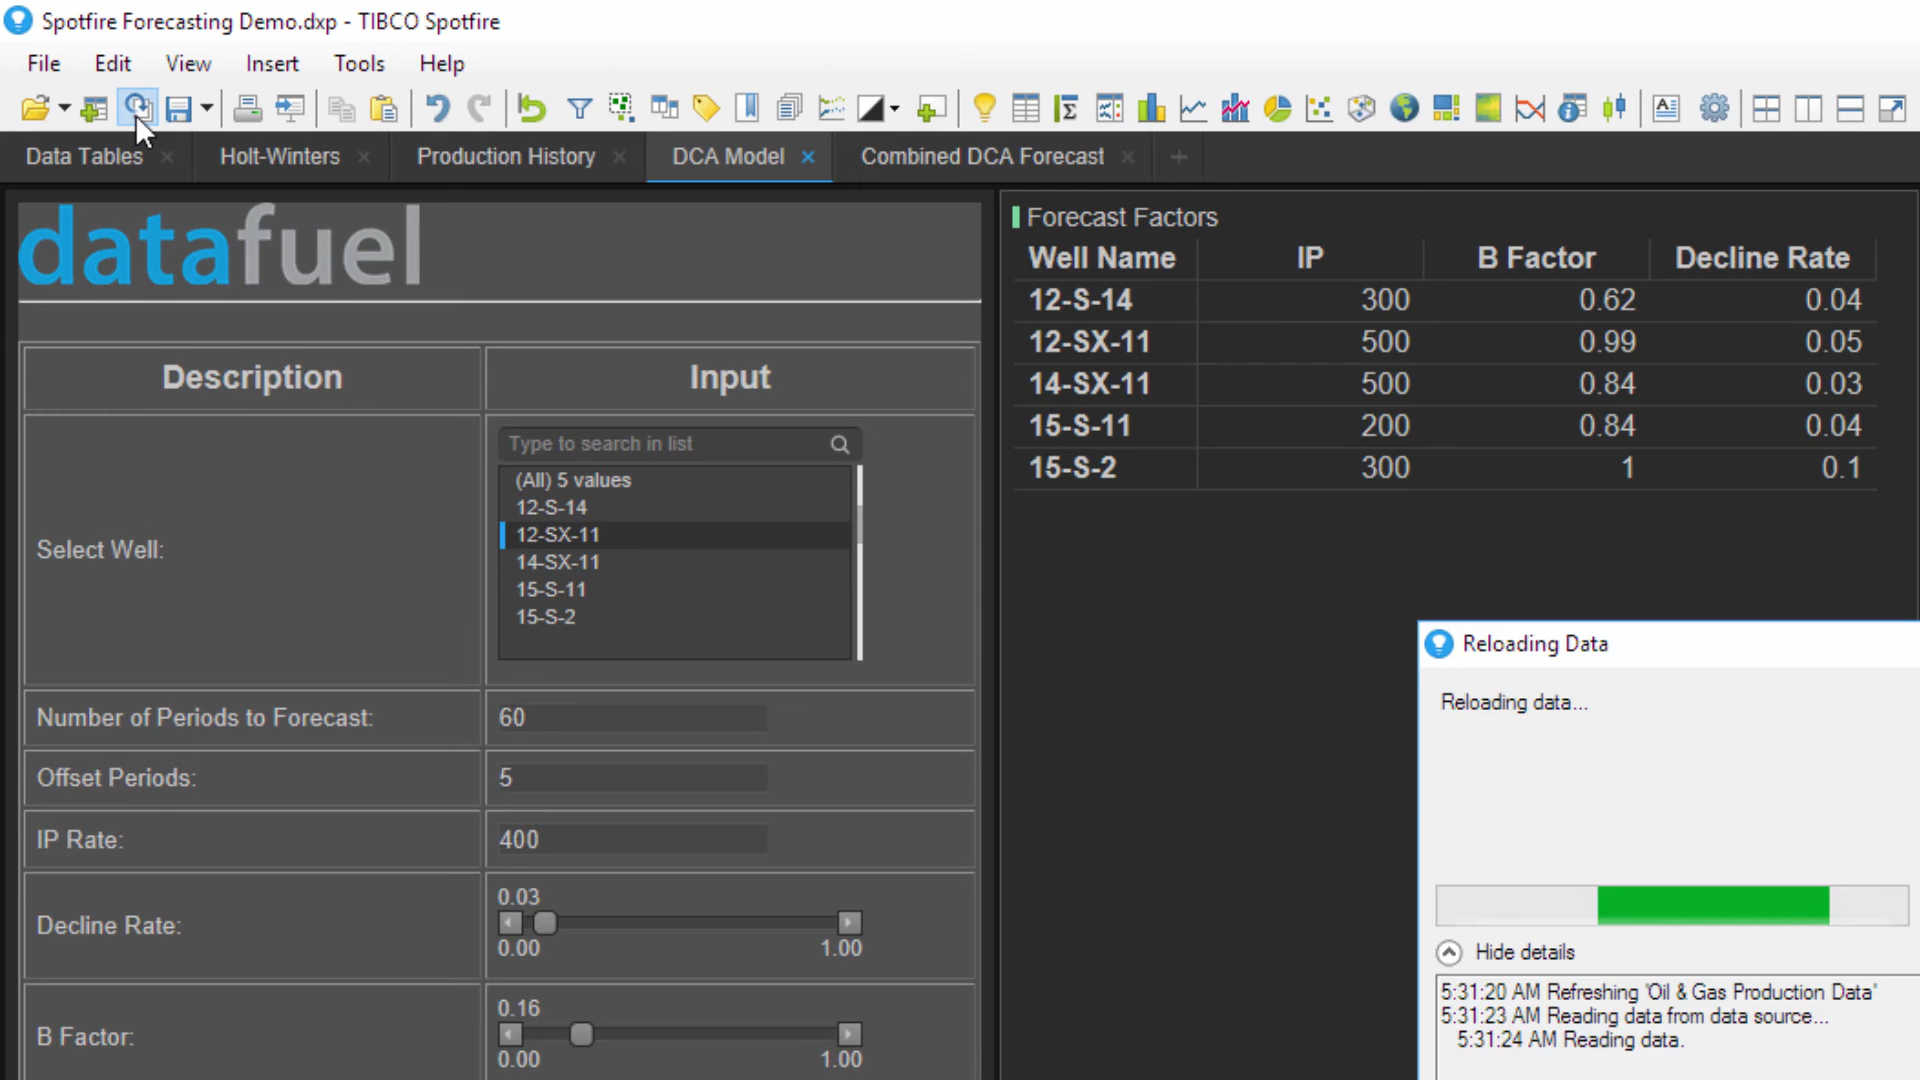 Spotfire Forecasting Demo.dxp - TIBCO Spotfire
File Edit View Insert Tools Help
Data Tables Holt-Winters Production History DCA Model Combined DCA Forecast
datafuel
Description Input
Select Well:
Type to search in list
(All) 5 values
12-S-14
12-SX-11
14-SX-11
15-S-11
15-S-2
Number of Periods to Forecast: 60
Offset Periods: 5
IP Rate: 400
Decline Rate:
0.03
0.00 1.00
B Factor:
0.16
0.00 1.00
Forecast Factors
Well Name IP B Factor Decline Rate
12-S-14 300 0.62 0.04
12-SX-11 500 0.99 0.05
14-SX-11 500 0.84 0.03
15-S-11 200 0.84 0.04
15-S-2 300 1 0.1
Reloading Data
Reloading data...
Hide details
5:31:20 AM Refreshing 'Oil & Gas Production Data'
5:31:23 AM Reading data from data source...
5:31:24 AM Reading data.